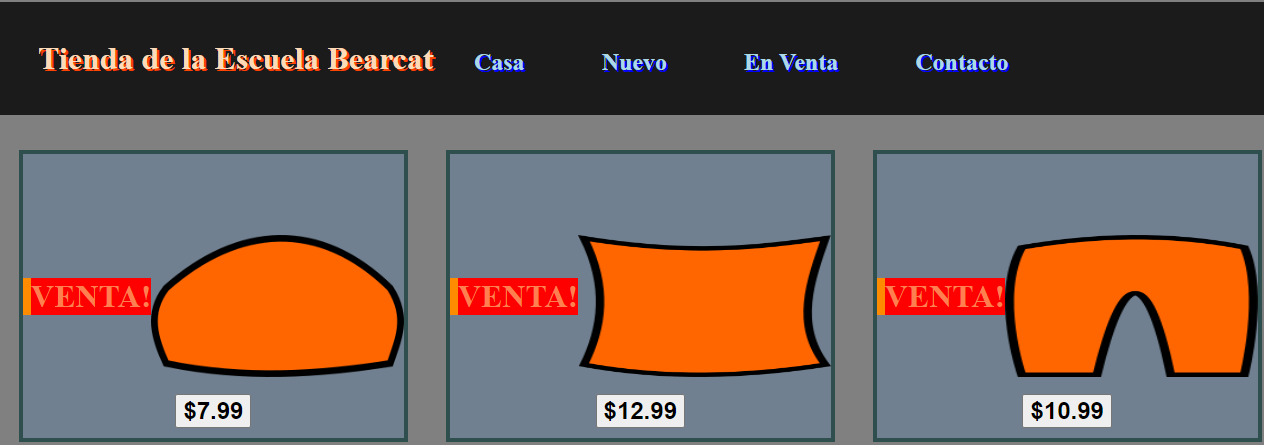 Tienda de la Escuela Bearcat Casa Nuevo En Venta Contacto
VENTA! VENTA! VENTA!
$7.99 $12.99 $10.99